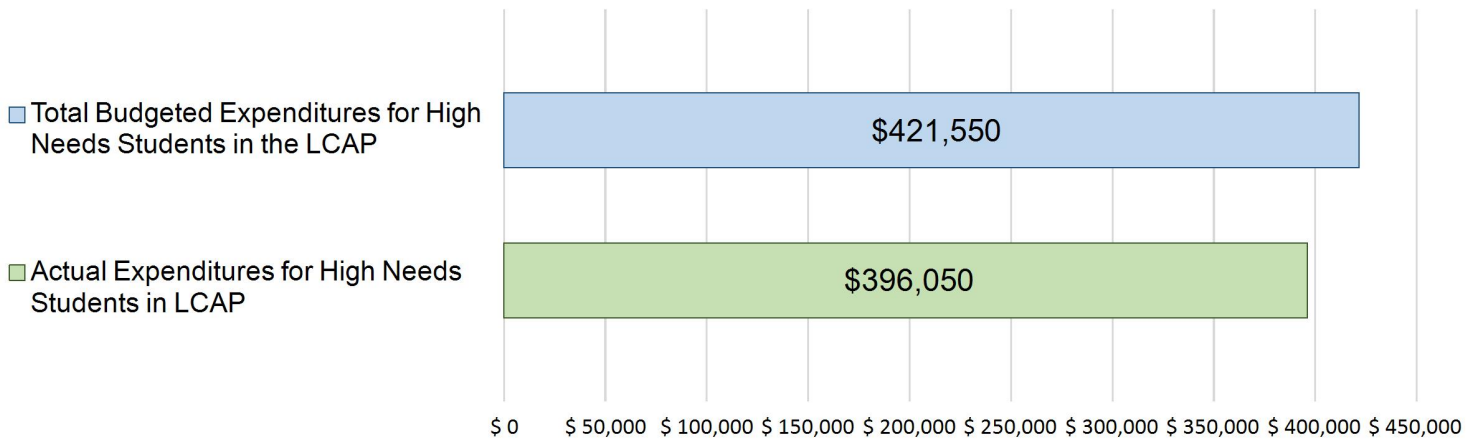 Total Budgeted Expenditures for High
Needs Students in the LCAP
$421,550
Actual Expenditures for High Needs
Students in LCAP
$396,050
$ 0 $ 50,000 $ 100,000 $ 150,000 $ 200,000 $ 250,000 $ 300,000 $ 350,000 $ 400,000 $ 450,000